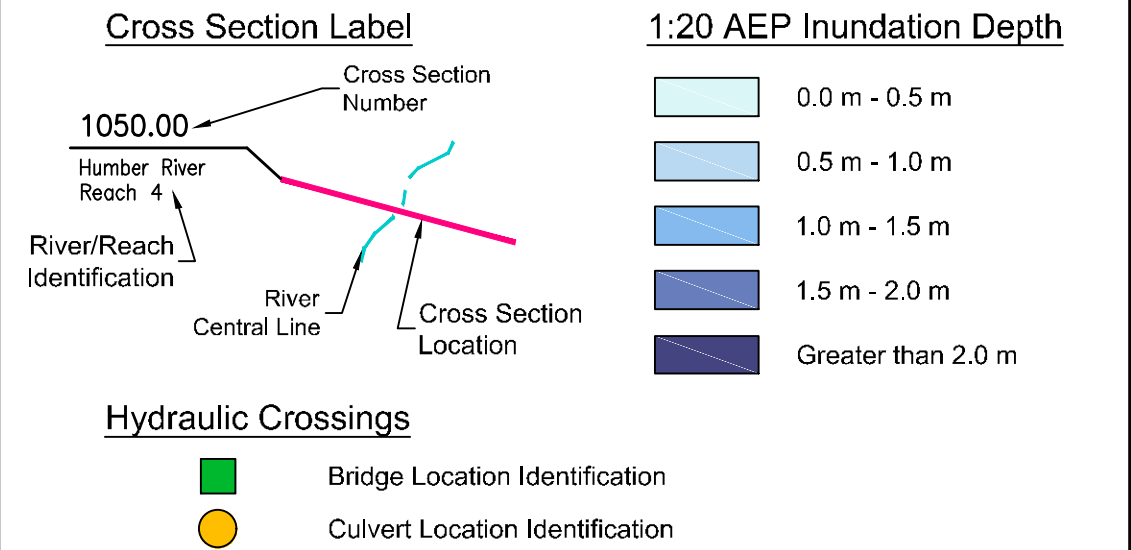 Cross Section Label
Cross Section
Number
1050.00
Humber River
Reach 4
River/Reach
Identification
River
Central Line
Cross Section
Location
1:20 AEP Inundation Depth
0.0 m - 0.5 m
0.5 m - 1.0 m
1.0 m - 1.5 m
1.5 m - 2.0 m
Greater than 2.0 m
Hydraulic Crossings
Bridge Location Identification
Culvert Location Identification